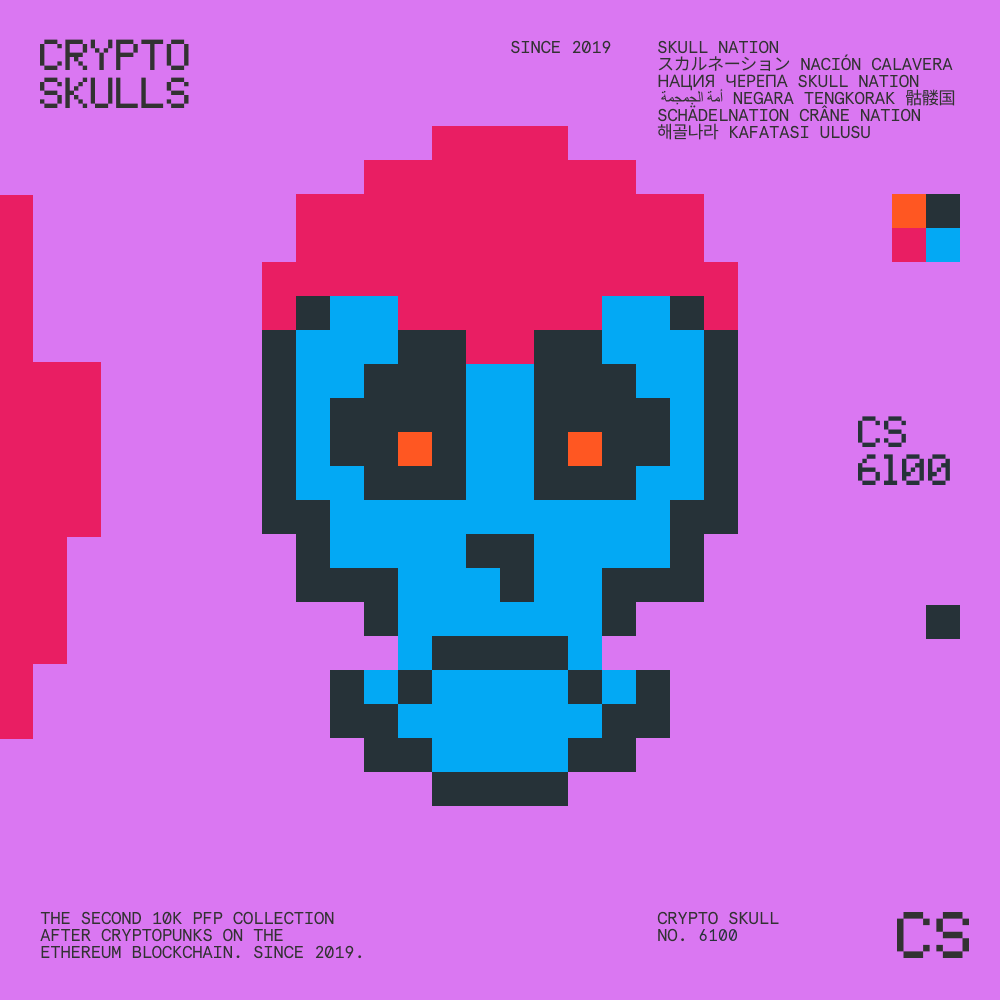 CRYPTO
SKULLS
SINCE 2019
SKULL NATION
スカルネーション NACIÓN CALAVERA
НАЦИЯ ЧЕРЕПА SKULL NATION
أمة الجمجمة NEGARA TENGKORAK 骷髅国
SCHÄDELNATION CRÂNE NATION
해골나라 KAFATASI ULUSU
CS
6100
THE SECOND 10K PFP COLLECTION
AFTER CRYPTOPUNKS ON THE
ETHEREUM BLOCKCHAIN. SINCE 2019.
CRYPTO SKULL
NO. 6100
CS